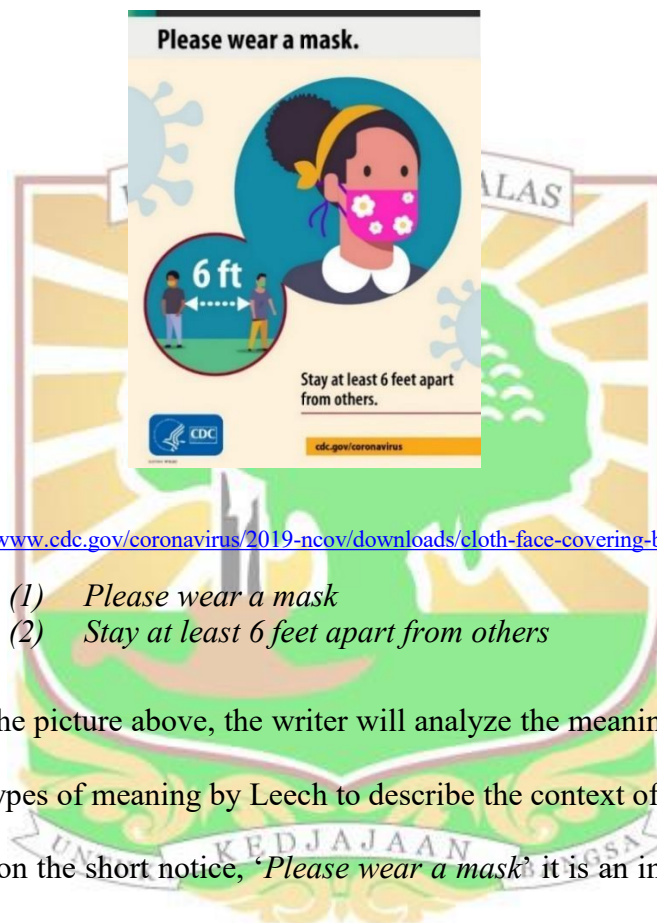 Please wear a mask.
ALAS
6 ft
Stay at least 6 feet apart
from others.
CDC
cdc.gov/coronavirus
www.cdc.gov/coronavirus/2019-ncov/downloads/cloth-face-covering-b
(1) Please wear a mask
(2) Stay at least 6 feet apart from others
he picture above, the writer will analyze the meanin
ypes of meaning by Leech to describe the context of
on the short notice, ‘Please wear a mask’ it is an in
UNTUK KEDJAJAAN BANGSA